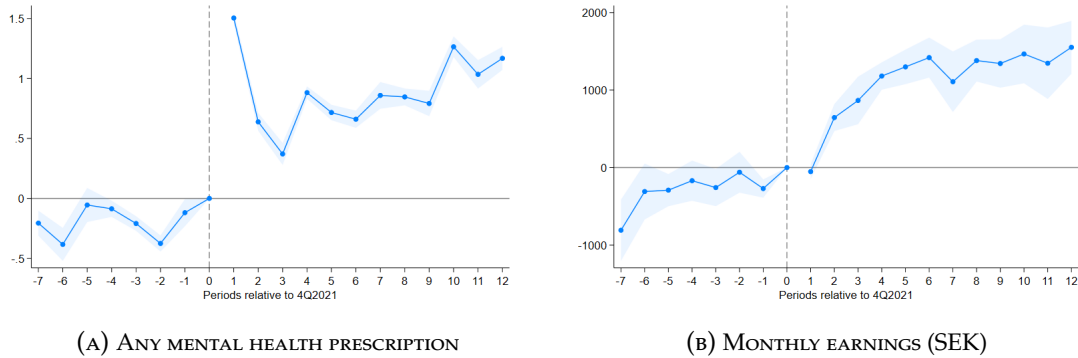 1.5
1
.5
0
-.5
-7 -6 -5 -4 -3 -2 -1 0 1 2 3 4 5 6 7 8 9 10 11 12
Periods relative to 4Q2021
(A) ANY MENTAL HEALTH PRESCRIPTION
2000
1000
0
-1000
-7 -6 -5 -4 -3 -2 -1 0 1 2 3 4 5 6 7 8 9 10 11 12
Periods relative to 4Q2021
(B) MONTHLY EARNINGS (SEK)